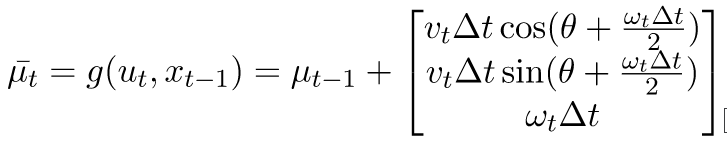 \bar{\mu_t} = g(u_t, x_{t-1}) = \mu_{t-1} + \begin{bmatrix} v_t \Delta t \cos(\theta + \frac{\omega_t \Delta t}{2}) \\ v_t \Delta t \sin(\theta + \frac{\omega_t \Delta t}{2}) \\ \omega_t \Delta t \end{bmatrix}